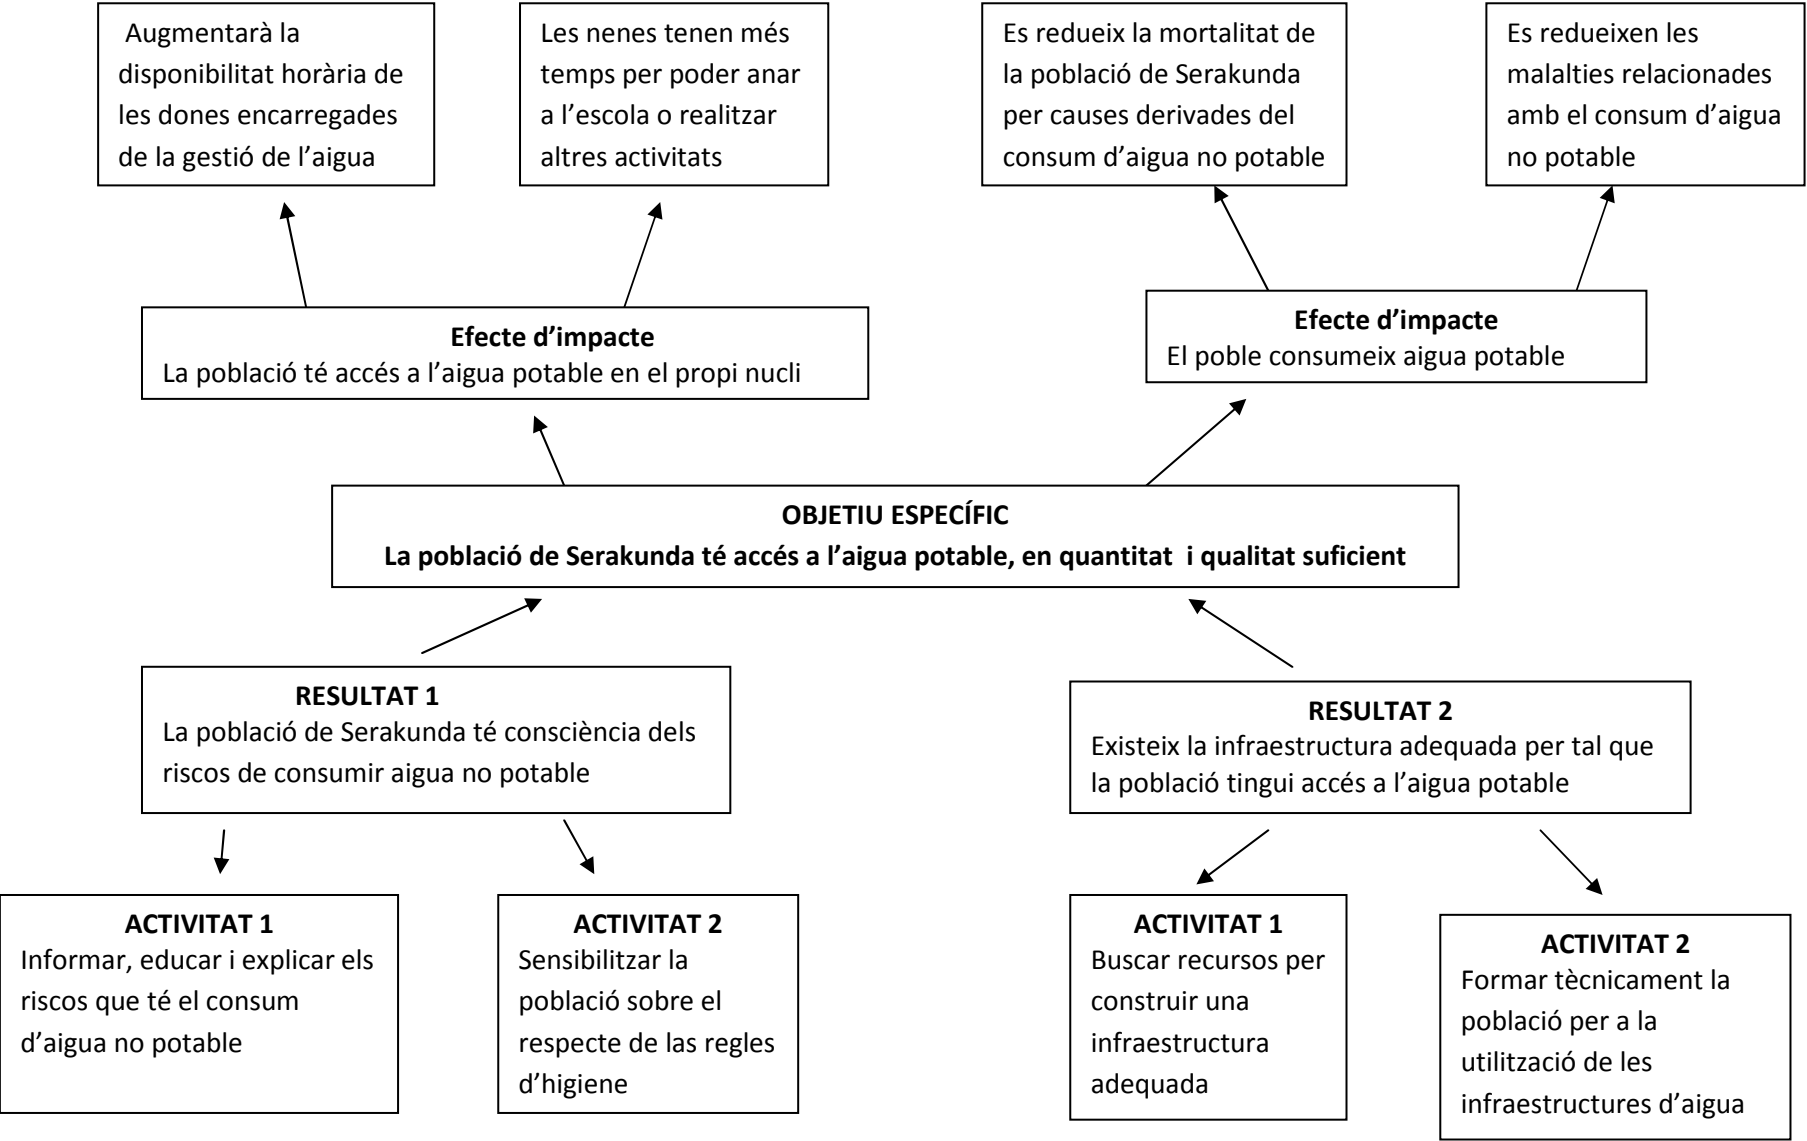 Augmentarà la
disponibilitat horària de
les dones encarregades
de la gestió de l’aigua
Les nenes tenen més
temps per poder anar
a l’escola o realitzar
altres activitats
Es redueix la mortalitat de
la població de Serakunda
per causes derivades del
consum d’aigua no potable
Es redueixen les
malalties relacionades
amb el consum d’aigua
no potable
Efecte d’impacte
La població té accés a l’aigua potable en el propi nucli
Efecte d’impacte
El poble consumeix aigua potable
OBJETIU ESPECÍFIC
La població de Serakunda té accés a l’aigua potable, en quantitat i qualitat suficient
RESULTAT 1
La població de Serakunda té consciència dels
riscos de consumir aigua no potable
RESULTAT 2
Existeix la infraestructura adequada per tal que
la població tingui accés a l’aigua potable
ACTIVITAT 1
Informar, educar i explicar els
riscos que té el consum
d’aigua no potable
ACTIVITAT 2
Sensibilitzar la
població sobre el
respecte de las regles
d’higiene
ACTIVITAT 1
Buscar recursos per
construir una
infraestructura
adequada
ACTIVITAT 2
Formar tècnicament la
població per a la
utilització de les
infraestructures d’aigua